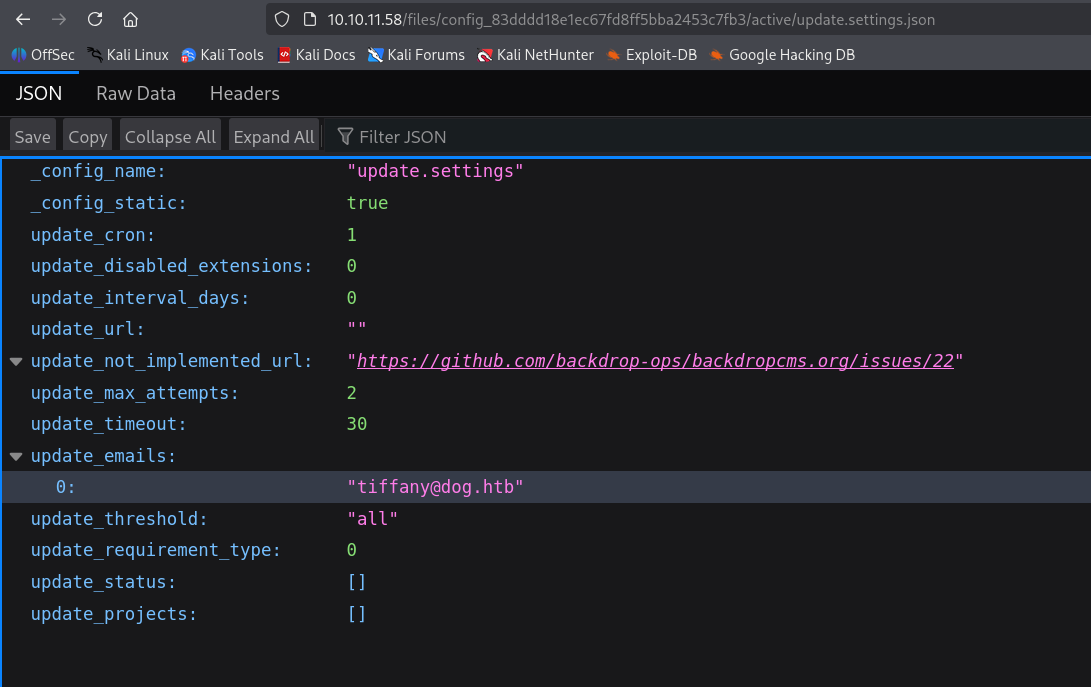 10.10.11.58/files/config_83dddd18e1ec67fd8ff5bba2453c7fb3/active/update.settings.json
OffSec Kali Linux Kali Tools Kali Docs Kali Forums Kali NetHunter Exploit-DB Google Hacking DB
JSON Raw Data Headers
Save Copy Collapse All Expand All Filter JSON
_config_name: "update.settings"
_config_static: true
update_cron: 1
update_disabled_extensions: 0
update_interval_days: 0
update_url: ""
update_not_implemented_url: "https://github.com/backdrop-ops/backdropcms.org/issues/22"
update_max_attempts: 2
update_timeout: 30
update_emails:
0: "tiffany@dog.htb"
update_threshold: "all"
update_requirement_type: 0
update_status: []
update_projects: []